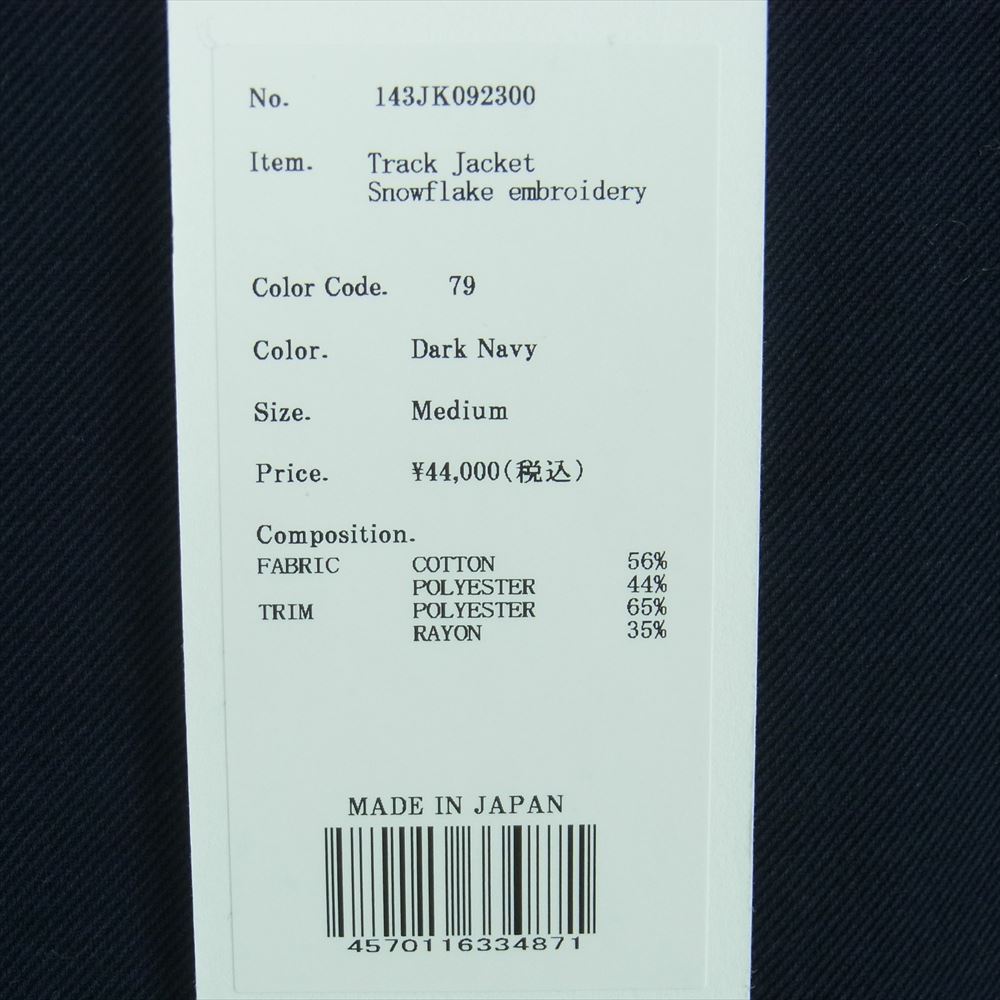 No. 143JK092300
Item. Track Jacket
Snowflake embroidery
Color Code. 79
Color. Dark Navy
Size. Medium
Price. ¥44,000(税込)
Composition.
FABRIC COTTON 56%
POLYESTER 44%
TRIM POLYESTER 65%
RAYON 35%
MADE IN JAPAN
4570116334871